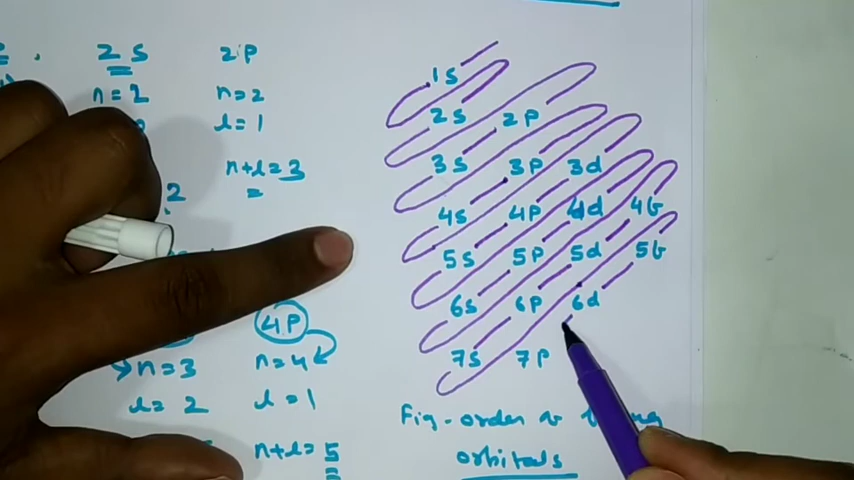 2s 2p
n=2 n=2
l=1
n+l=3
=
2
4p
n=3 n=4
l=2 l=1
n+l=5
1s
2s 2p
3s 3p 3d
4s 4p 4d 4f
5s 5p 5d 5f
6s 6p 6d
7s 7p
Fig-order
orbitals